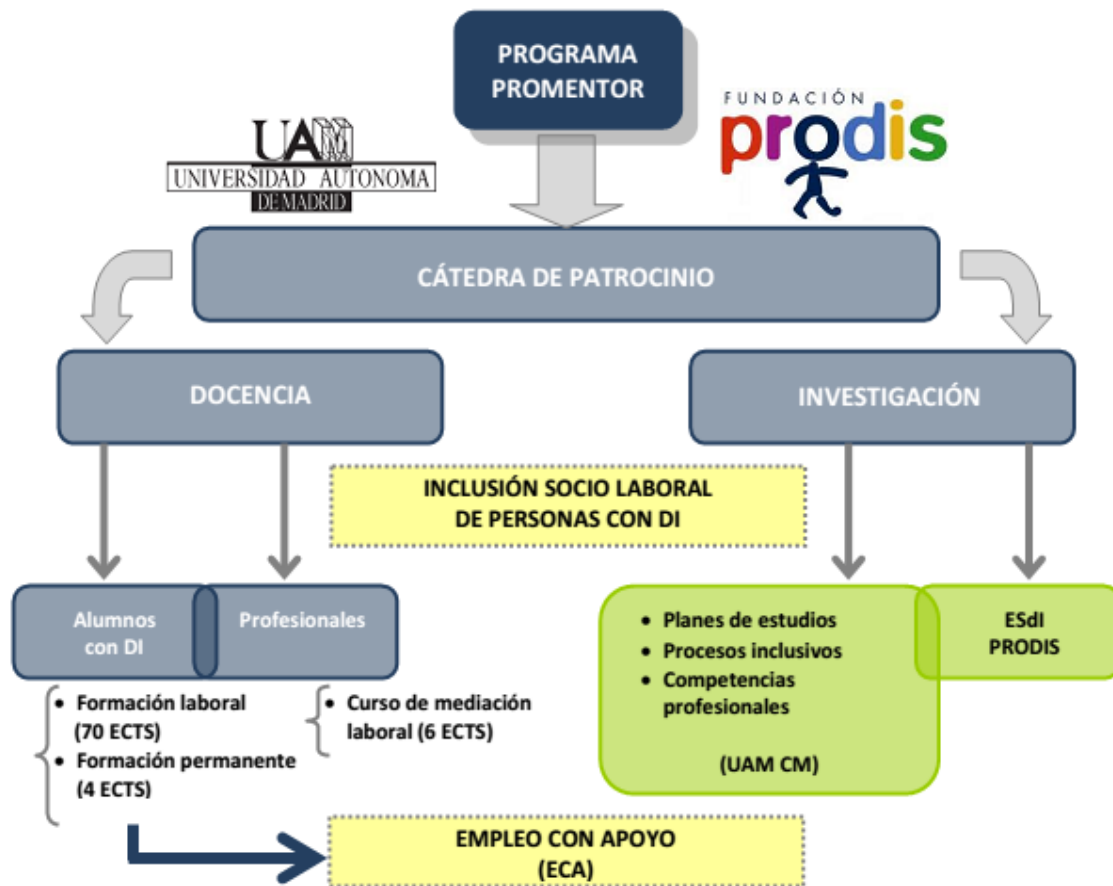 PROGRAMA
PROMENTOR
UAM
UNIVERSIDAD AUTONOMA
DE MADRID
FUNDACIÓN
prodis
CÁTEDRA DE PATROCINIO
DOCENCIA
INVESTIGACIÓN
INCLUSIÓN SOCIO LABORAL
DE PERSONAS CON DI
Alumnos
con DI
Profesionales
• Planes de estudios
• Procesos inclusivos
• Competencias
profesionales
(UAM CM)
ESdI
PRODIS
• Formación laboral
(70 ECTS)
• Formación permanente
(4 ECTS)
• Curso de mediación
laboral (6 ECTS)
EMPLEO CON APOYO
(ECA)